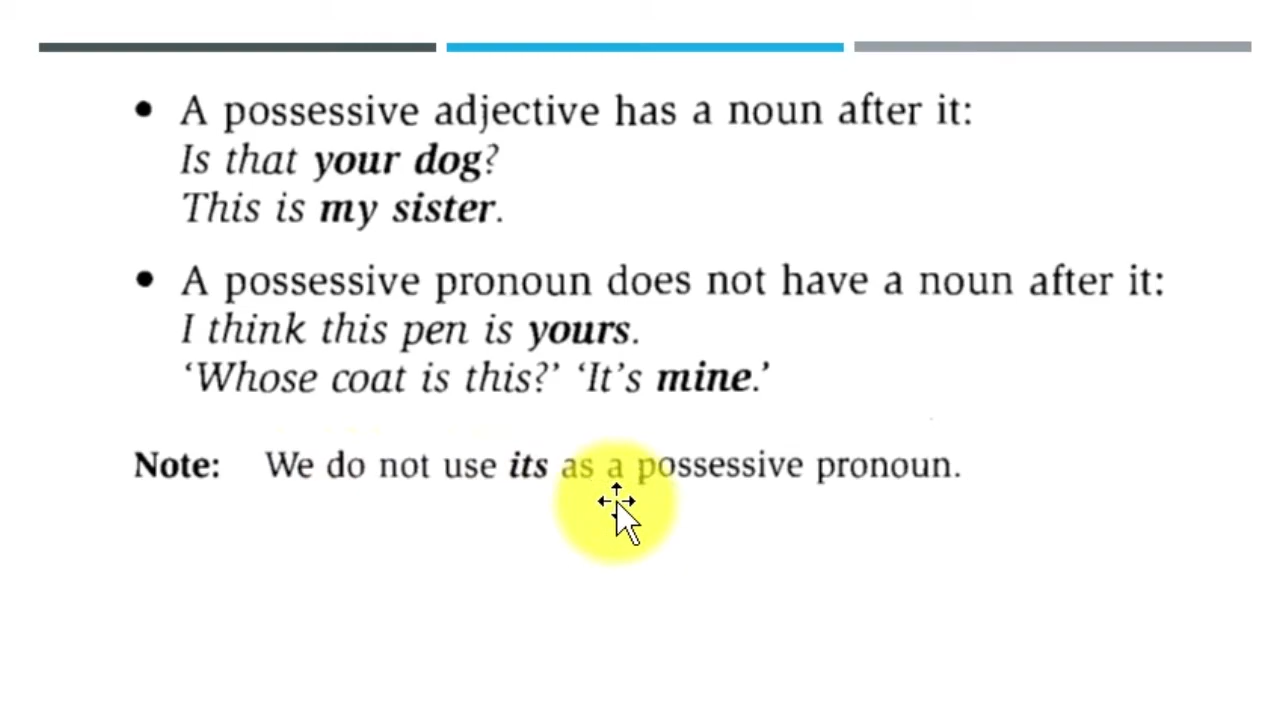 • A possessive adjective has a noun after it:
Is that your dog?
This is my sister.
• A possessive pronoun does not have a noun after it:
I think this pen is yours.
‘Whose coat is this?’ ‘It’s mine.’
Note: We do not use its as a possessive pronoun.